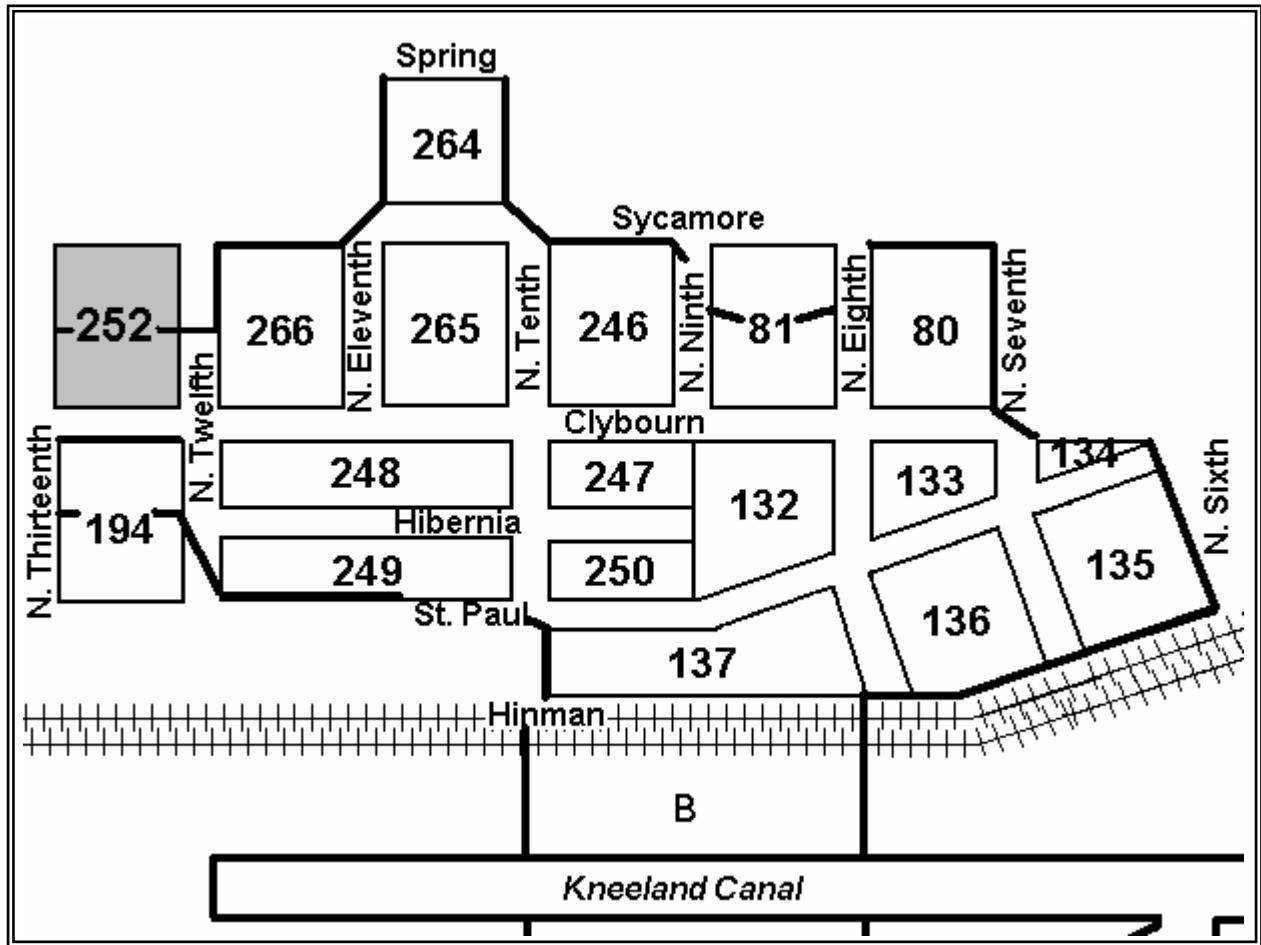 Spring
264
Sycamore
252
266
N. Eleventh
265
N. Tenth
246
N. Ninth
81
N. Eighth
80
N. Seventh
N. Twelfth
Clybourn
N. Thirteenth
194
248
247
132
133
134
N. Sixth
Hibernia
249
250
135
St. Paul
136
137
Hinman
B
Kneeland Canal